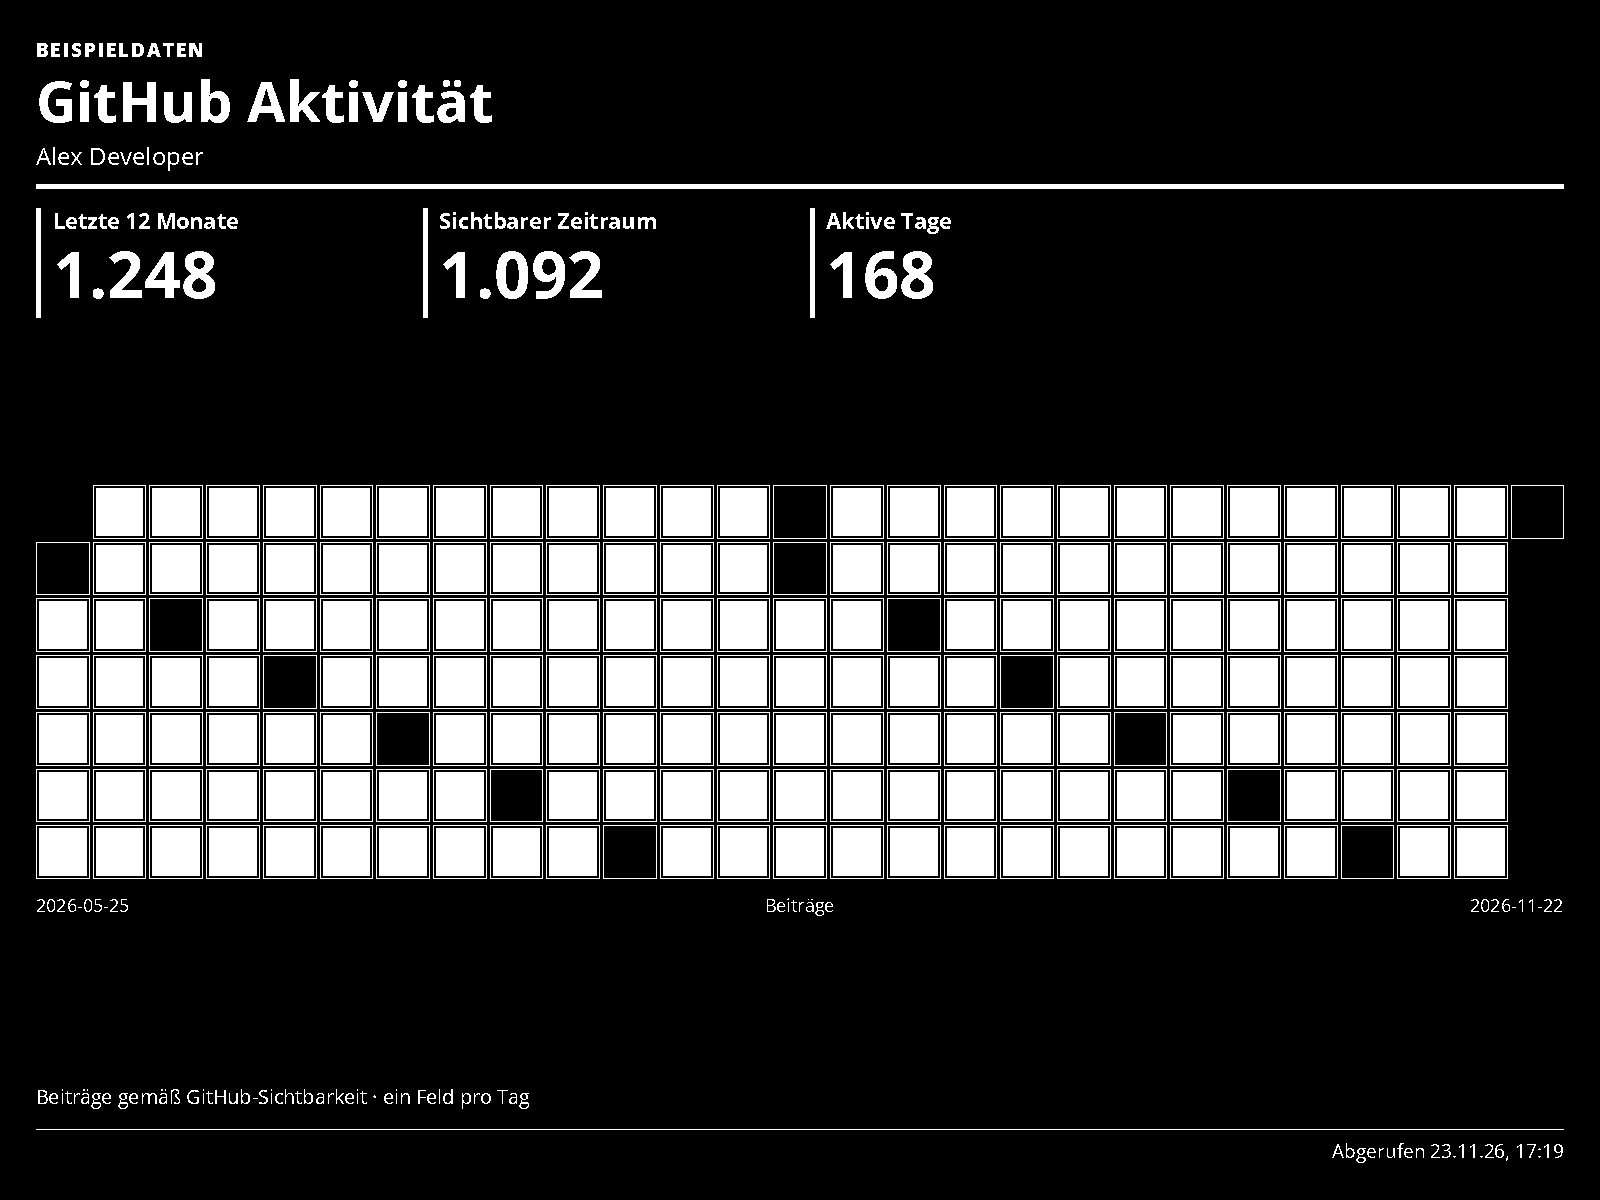 BEISPIELDATEN
GitHub Aktivität
Alex Developer
Letzte 12 Monate
1.248
Sichtbarer Zeitraum
1.092
Aktive Tage
168
2026-05-25
Beiträge
2026-11-22
Beiträge gemäß GitHub-Sichtbarkeit · ein Feld pro Tag
Abgerufen 23.11.26, 17:19